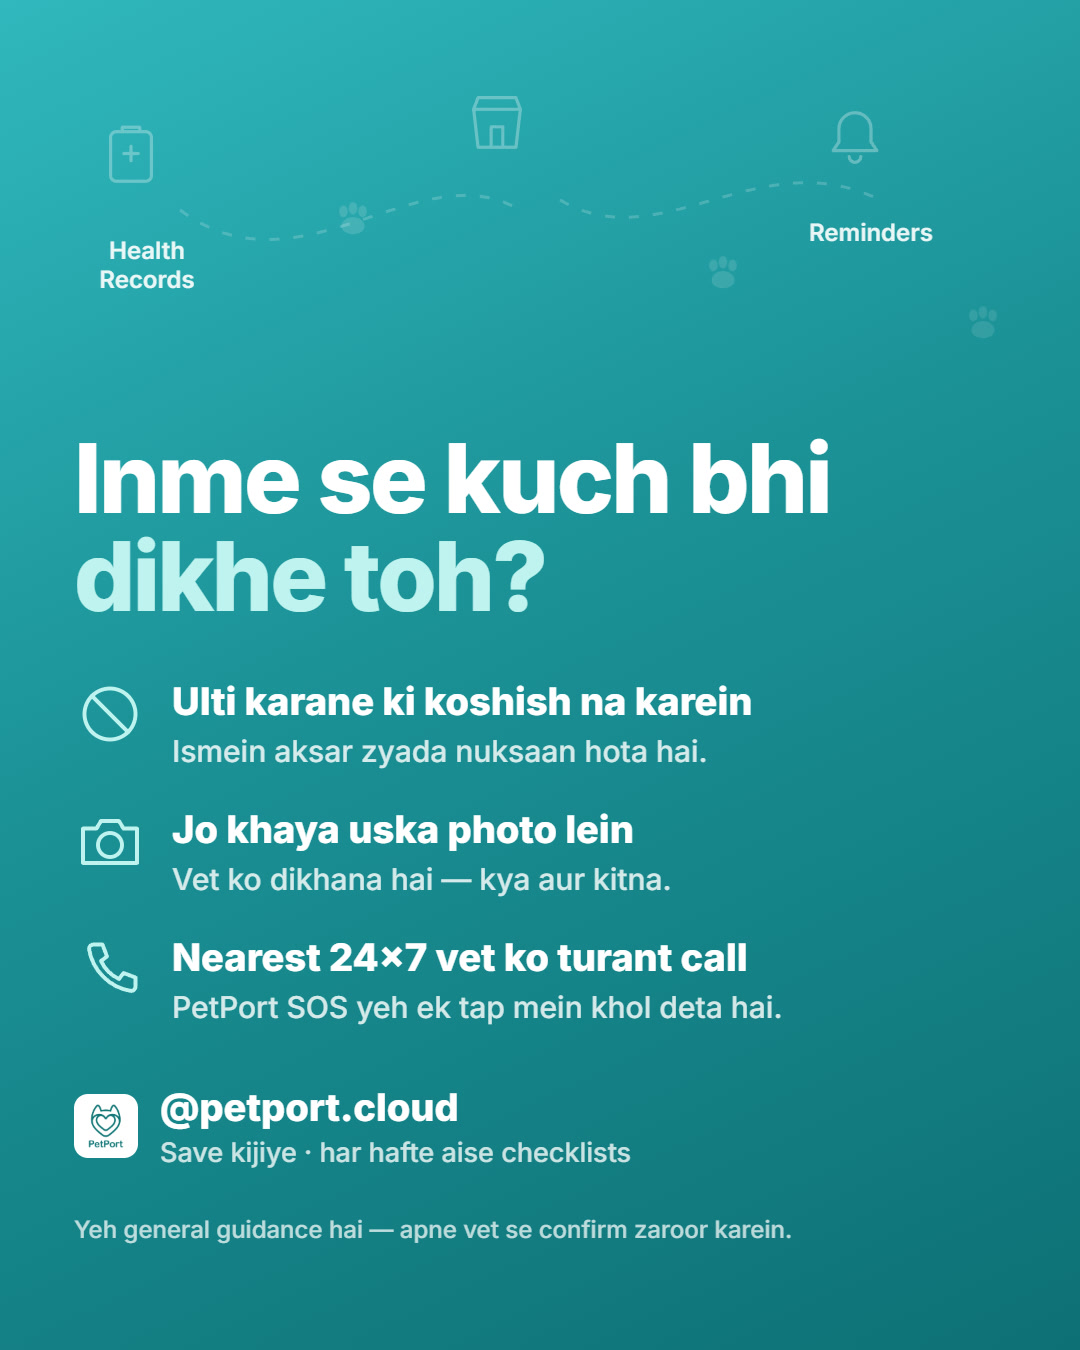 Health
Records
Reminders
Inme se kuch bhi
dikhe toh?
Ulti karane ki koshish na karein
Ismein aksar zyada nuksaan hota hai.
Jo khaya uska photo lein
Vet ko dikhana hai — kya aur kitna.
Nearest 24×7 vet ko turant call
PetPort SOS yeh ek tap mein khol deta hai.
PetPort
@petport.cloud
Save kijiye · har hafte aise checklists
Yeh general guidance hai — apne vet se confirm zaroor karein.